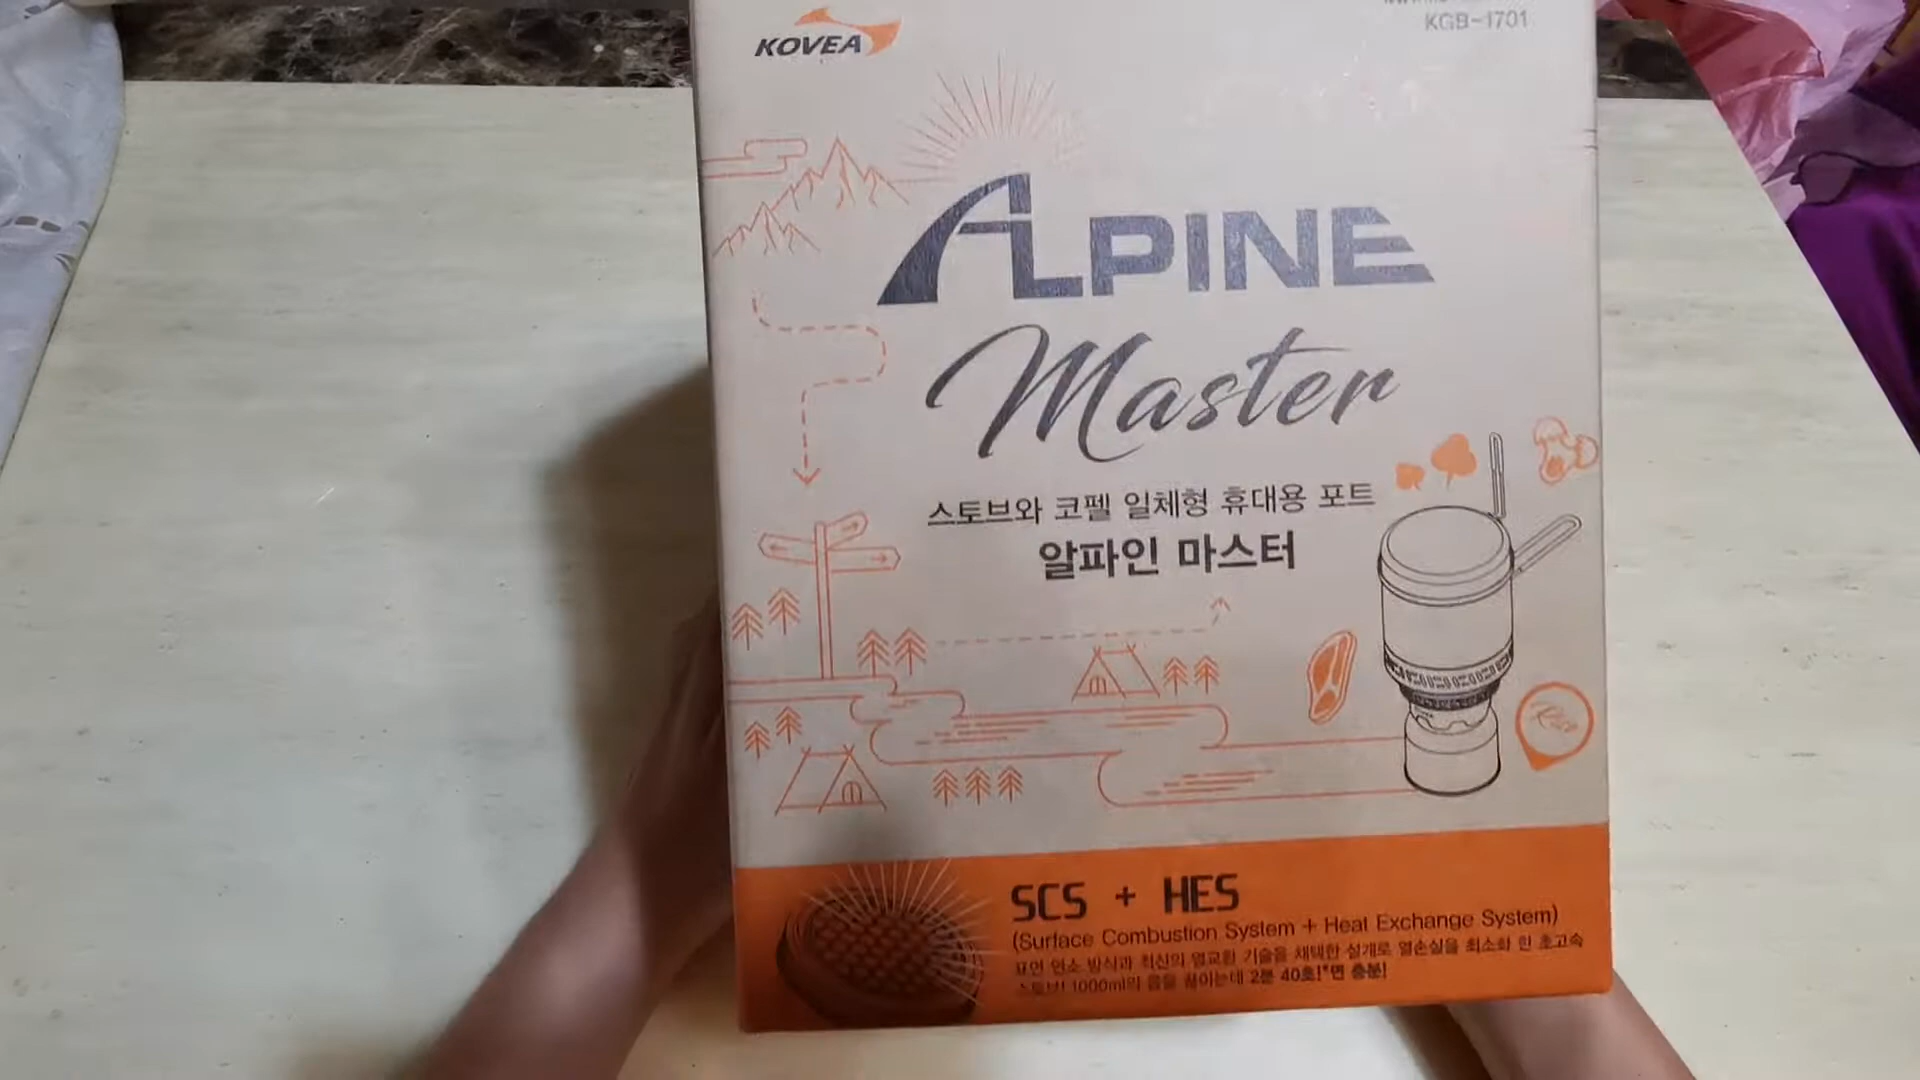 KOVEA
KGB-1701
ALPINE
Master
스토브와 코펠 일체형 휴대용 포트
알파인 마스터
Rice
SCS + HES
(Surface Combustion System + Heat Exchange System)
표면 연소 방식과 혁신의 열교환 기술을 채택한 설계로 열손실을 최소화 한 초고속
스토브! 1000ml의 물을 끓이는데 2분 40초!*면 충분!